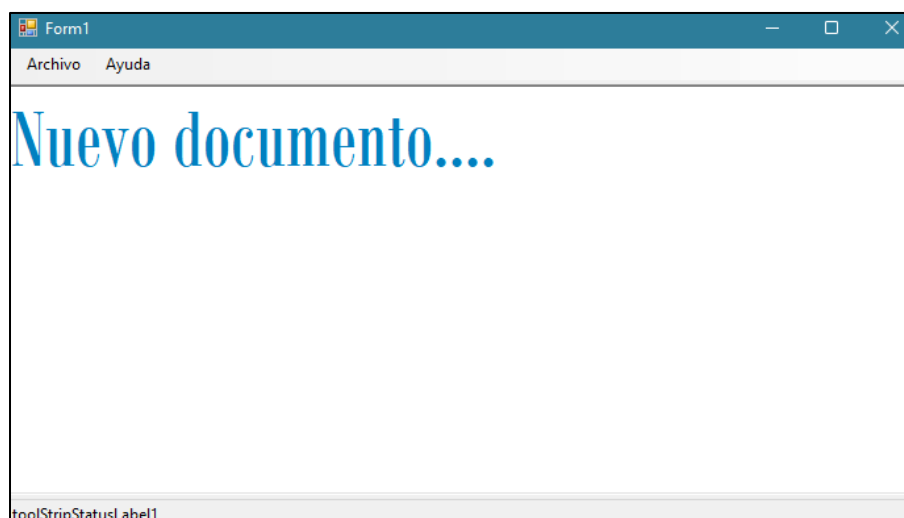 Form1
Archivo Ayuda
Nuevo documento....
toolStripStatusLabel1